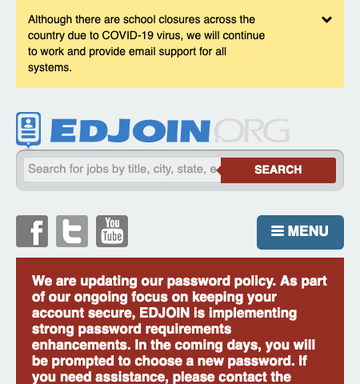 Although there are school closures across the
country due to COVID-19 virus, we will continue
to work and provide email support for all
systems.
EDJOIN.ORG
Search for jobs by title, city, state, e
SEARCH
f t You Tube
MENU
We are updating our password policy. As part
of our ongoing focus on keeping your
account secure, EDJOIN is implementing
strong password requirements
enhancements. In the coming days, you will
be prompted to choose a new password. If
you need assistance, please contact the